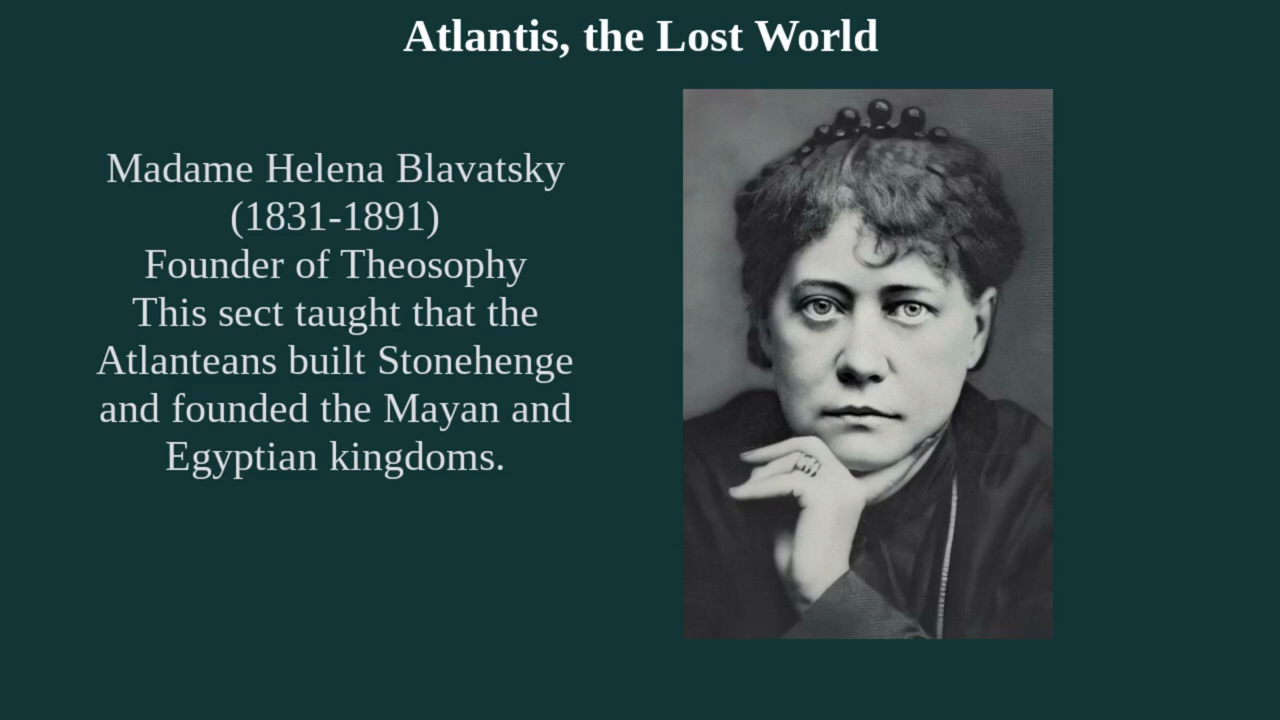 Atlantis, the Lost World
Madame Helena Blavatsky
(1831-1891)
Founder of Theosophy
This sect taught that the
Atlanteans built Stonehenge
and founded the Mayan and
Egyptian kingdoms.